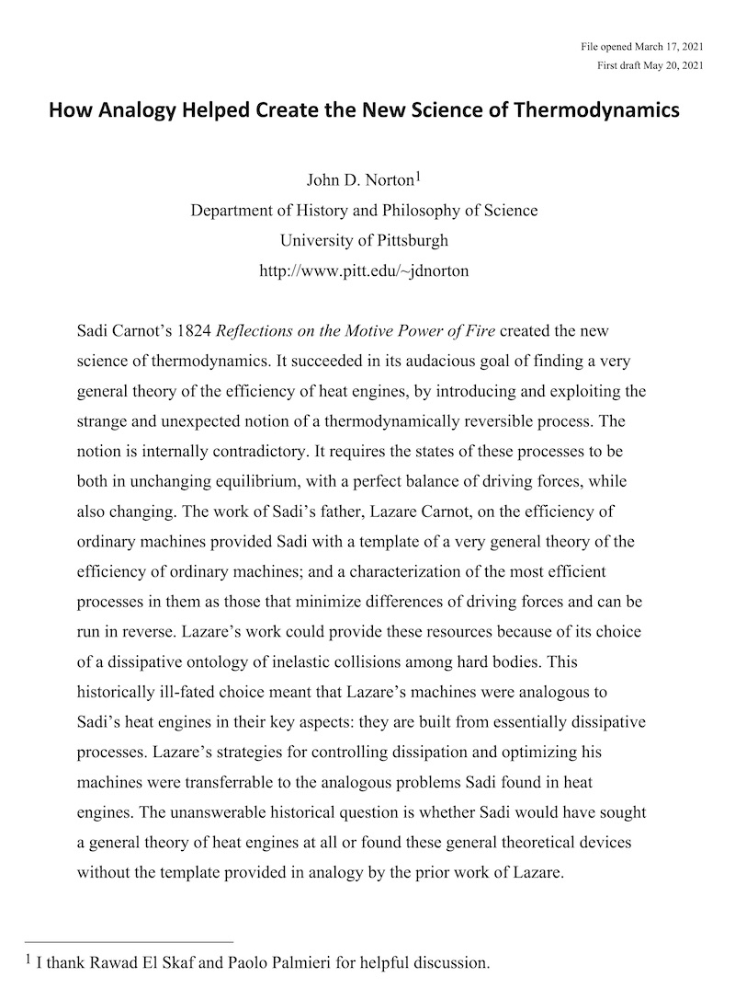 File opened March 17, 2021
First draft May 20, 2021
How Analogy Helped Create the New Science of Thermodynamics
John D. Norton1
Department of History and Philosophy of Science
University of Pittsburgh
http://www.pitt.edu/~jdnorton
Sadi Carnot’s 1824 Reflections on the Motive Power of Fire created the new
science of thermodynamics. It succeeded in its audacious goal of finding a very
general theory of the efficiency of heat engines, by introducing and exploiting the
strange and unexpected notion of a thermodynamically reversible process. The
notion is internally contradictory. It requires the states of these processes to be
both in unchanging equilibrium, with a perfect balance of driving forces, while
also changing. The work of Sadi’s father, Lazare Carnot, on the efficiency of
ordinary machines provided Sadi with a template of a very general theory of the
efficiency of ordinary machines; and a characterization of the most efficient
processes in them as those that minimize differences of driving forces and can be
run in reverse. Lazare’s work could provide these resources because of its choice
of a dissipative ontology of inelastic collisions among hard bodies. This
historically ill-fated choice meant that Lazare’s machines were analogous to
Sadi’s heat engines in their key aspects: they are built from essentially dissipative
processes. Lazare’s strategies for controlling dissipation and optimizing his
machines were transferrable to the analogous problems Sadi found in heat
engines. The unanswerable historical question is whether Sadi would have sought
a general theory of heat engines at all or found these general theoretical devices
without the template provided in analogy by the prior work of Lazare.
1 I thank Rawad El Skaf and Paolo Palmieri for helpful discussion.